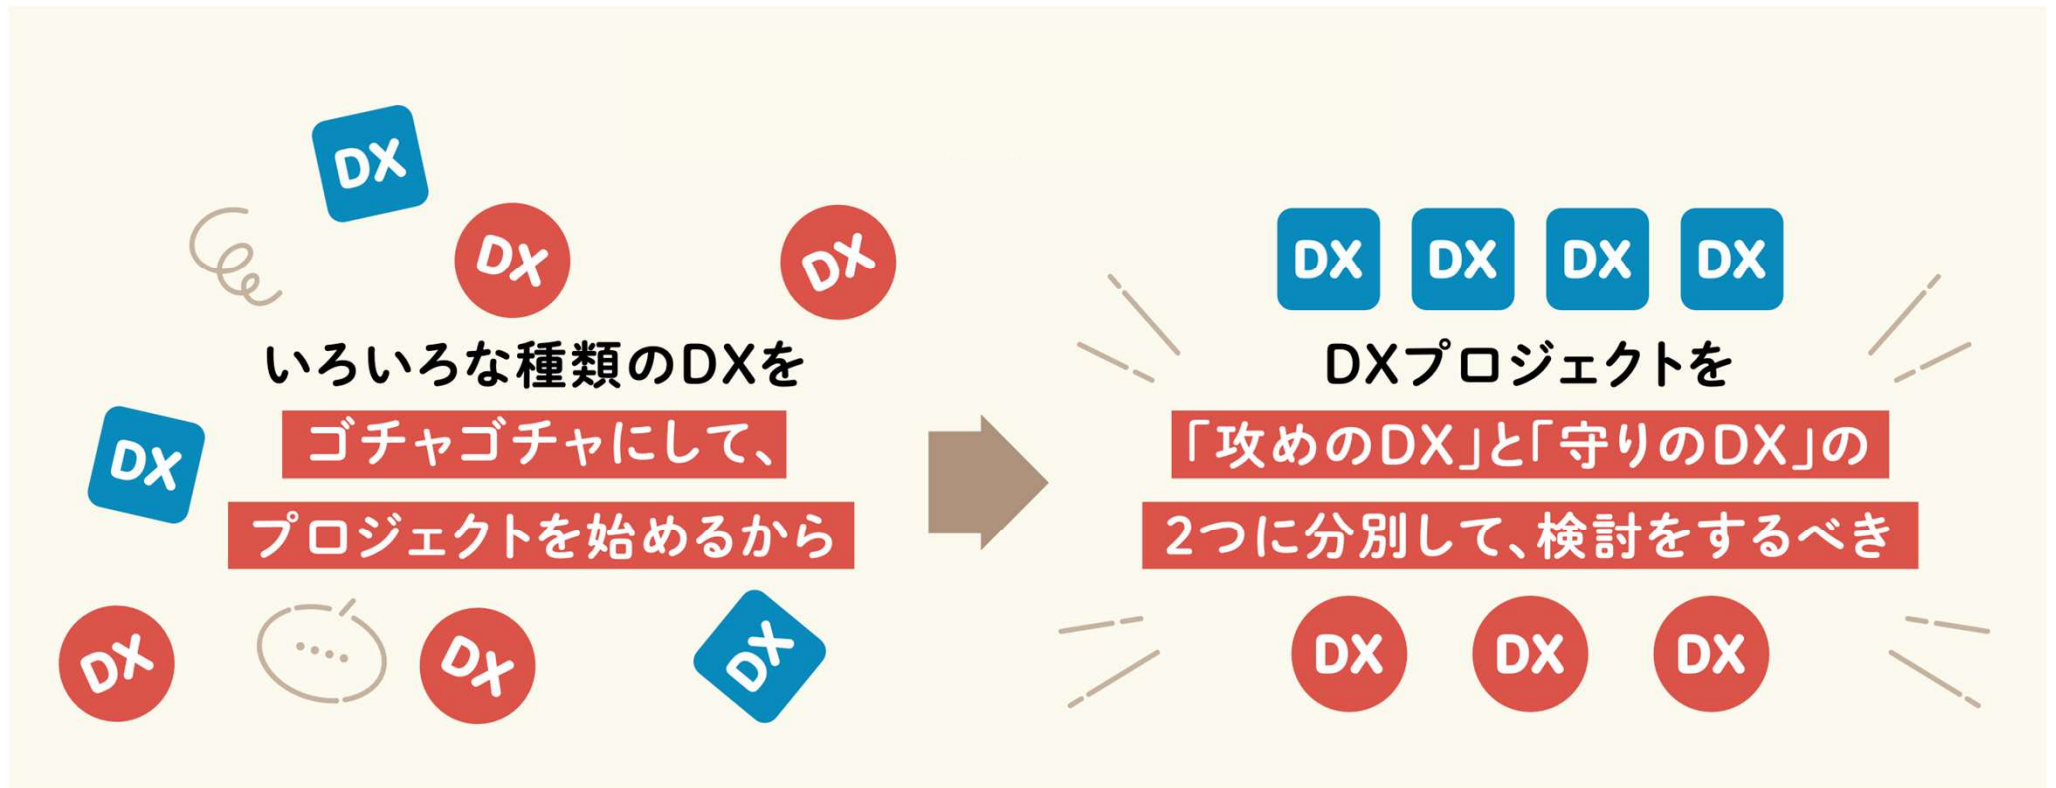 DX
DX
DX
いろいろな種類のDXを
ゴチャゴチャにして、
プロジェクトを始めるから
DX
DX
DX
DX
DX DX DX DX
DXプロジェクトを
「攻めのDX」と「守りのDX」の
2つに分別して、検討をするべき
DX DX DX